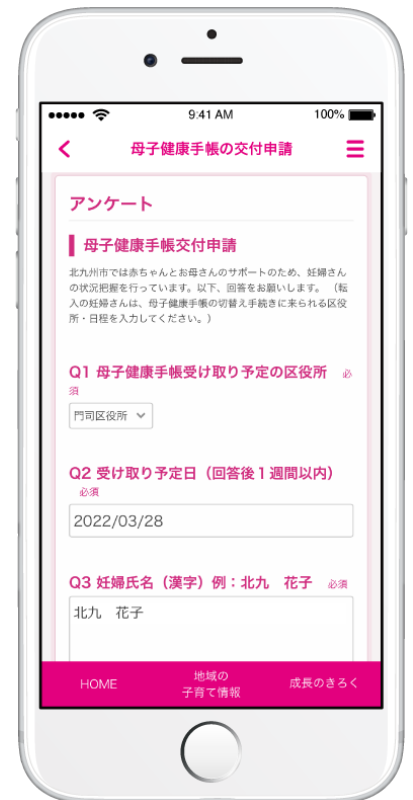 9:41 AM 100%
母子健康手帳の交付申請
アンケート
母子健康手帳交付申請
北九州市では赤ちゃんとお母さんのサポートのため、妊婦さん
の状況把握を行っています。以下、回答をお願いします。（転
入の妊婦さんは、母子健康手帳の切替え手続きに来られる区役
所・日程を入力してください。）
Q1 母子健康手帳受け取り予定の区役所 必
須
門司区役所
Q2 受け取り予定日（回答後１週間以内）
必須
2022/03/28
Q3 妊婦氏名（漢字）例：北九　花子 必須
北九　花子
HOME
地域の
子育て情報
成長のきろく